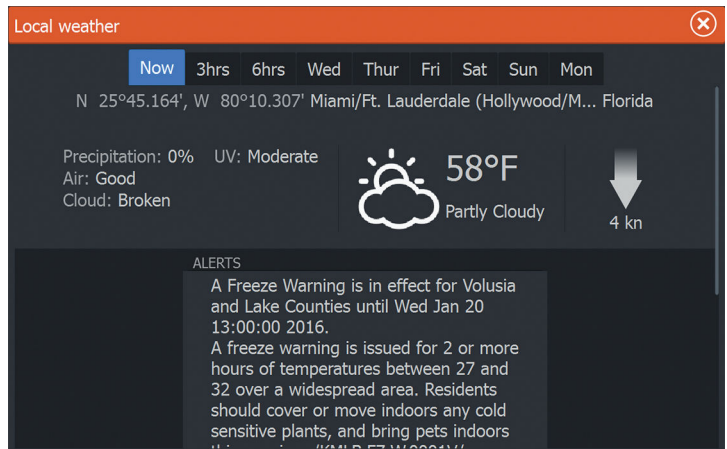 Local weather
Now 3hrs 6hrs Wed Thur Fri Sat Sun Mon
N 25°45.164', W 80°10.307' Miami/Ft. Lauderdale (Hollywood/M... Florida
Precipitation: 0% UV: Moderate
Air: Good
Cloud: Broken
58°F
Partly Cloudy
4 kn
ALERTS
A Freeze Warning is in effect for Volusia
and Lake Counties until Wed Jan 20
13:00:00 2016.
A freeze warning is issued for 2 or more
hours of temperatures between 27 and
32 over a widespread area. Residents
should cover or move indoors any cold
sensitive plants, and bring pets indoors